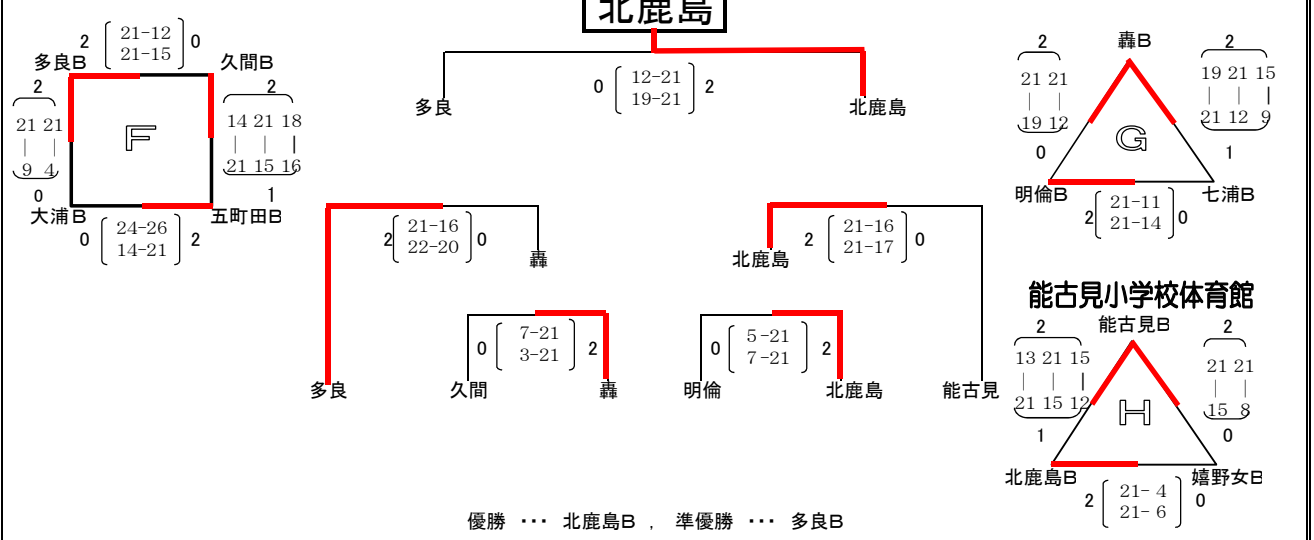 北鹿島
2 21-12 0
21-15
多良B 久間B
2
21 21
| |
9 4
0
F
2
14 21 18
| | |
21 15 16
1
大浦B 五町田B
0 24-26 2
14-21
0 12-21 2
19-21
多良 北鹿島
2 21-16 0
22-20
轟
2 21-16 0
21-17
北鹿島
0 7-21 2
3-21
0 5-21 2
7-21
多良 久間 轟 明倫 北鹿島 能古見
轟B
2
21 21
| |
19 12
0
G
2
19 21 15
| | |
21 12 9
1
明倫B 七浦B
2 21-11 0
21-14
能古見小学校体育館
能古見B
2
13 21 15
| | |
21 15 12
1
H
2
21 21
| |
15 8
0
北鹿島B 嬉野女B
2 21- 4 0
21- 6
優勝 ・・・ 北鹿島B , 準優勝 ・・・ 多良B